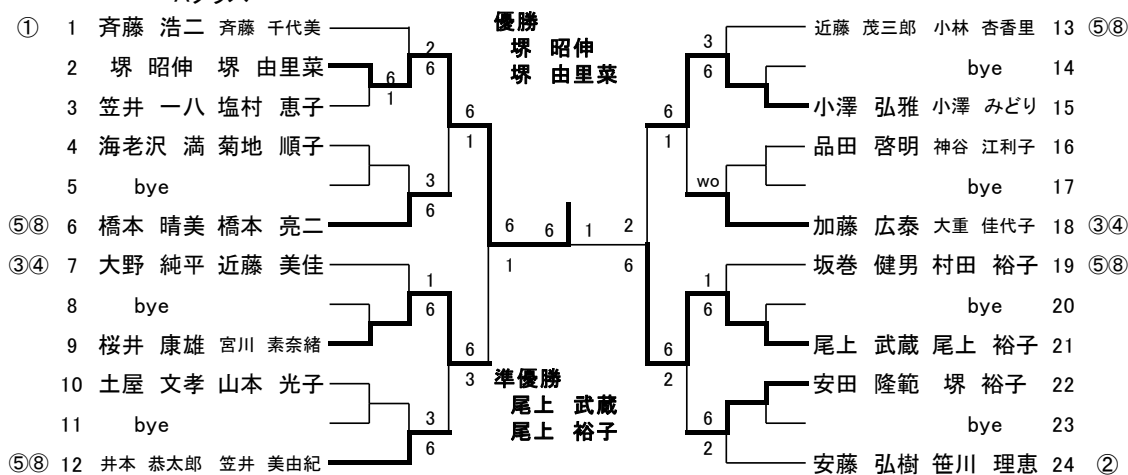 ① 1 斉藤 浩二 斉藤 千代美
2 堺 昭伸 堺 由里菜
3 笠井 一八 塩村 恵子
4 海老沢 満 菊地 順子
5 bye
⑤⑧ 6 橋本 晴美 橋本 亮二
③④ 7 大野 純平 近藤 美佳
8 bye
9 桜井 康雄 宮川 素奈緒
10 土屋 文孝 山本 光子
11 bye
⑤⑧ 12 井本 恭太郎 笠井 美由紀
2
6
6
1
6
1
3
6
1
6
6
3
3
6
6
1
6
1
2
6
優勝
堺 昭伸
堺 由里菜
準優勝
尾上 武蔵
尾上 裕子
3
6
6
1
wo
1
6
6
2
6
2
近藤 茂三郎 小林 杏香里 13 ⑤⑧
bye 14
小澤 弘雅 小澤 みどり 15
品田 啓明 神谷 江利子 16
bye 17
加藤 広泰 大重 佳代子 18 ③④
坂巻 健男 村田 裕子 19 ⑤⑧
bye 20
尾上 武蔵 尾上 裕子 21
安田 隆範 堺 裕子 22
bye 23
安藤 弘樹 笹川 理恵 24 ②